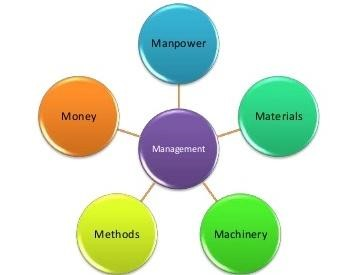 Manpower
Money
Materials
Management
Methods
Machinery